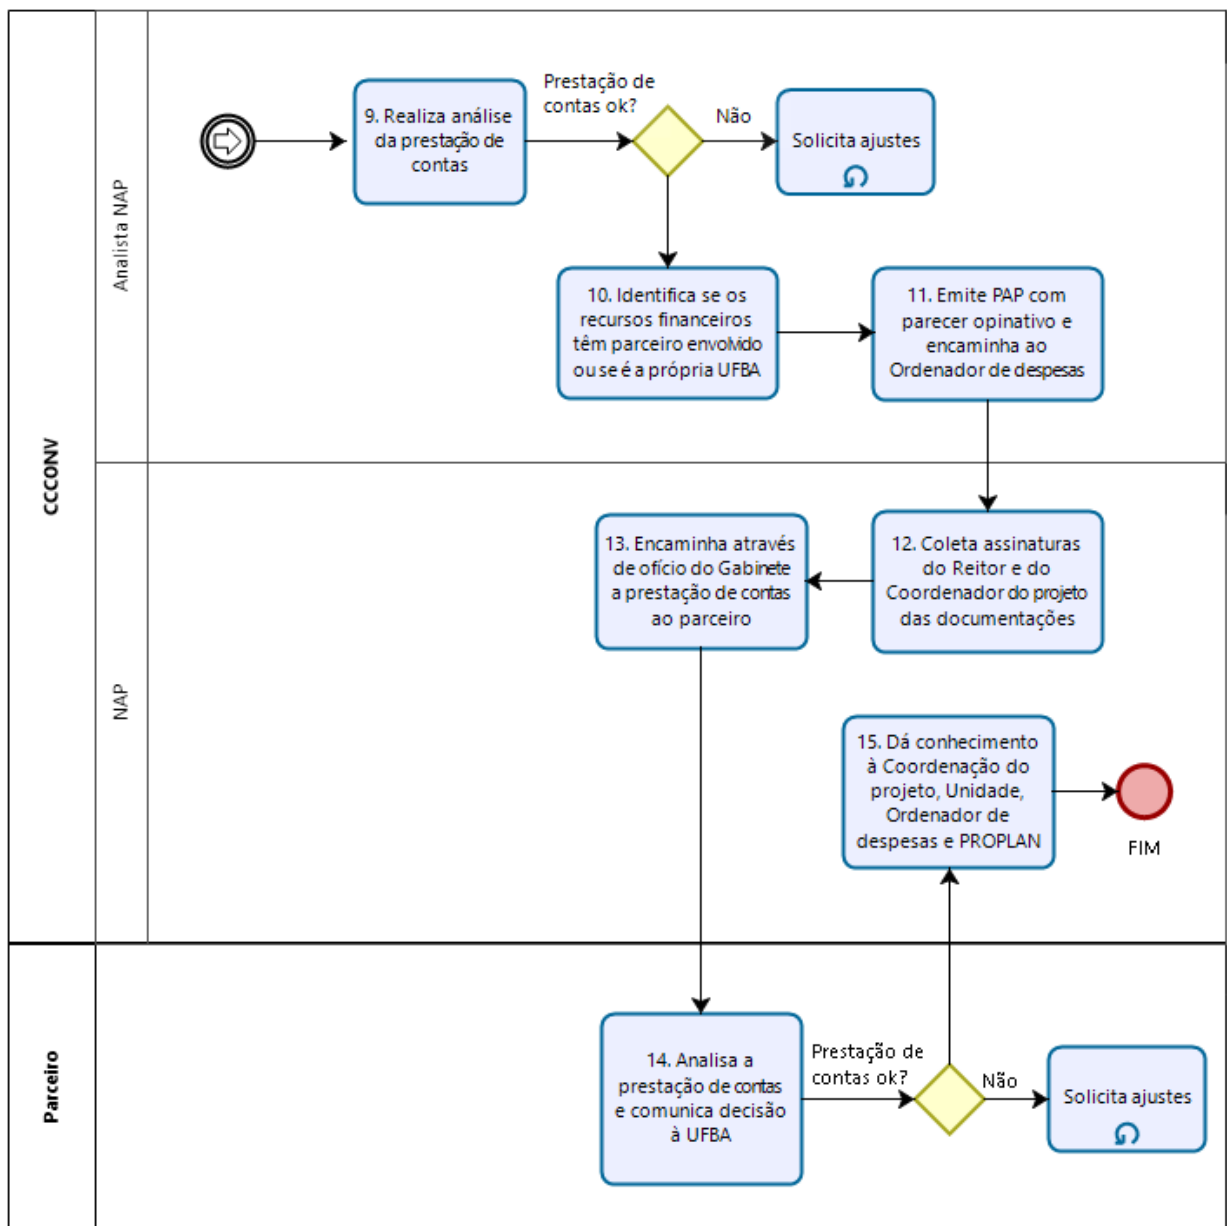 CCCONV
Analista NAP
9. Realiza análise
da prestação de
contas
Prestação de
contas ok?
Não
Solicita ajustes
10. Identifica se os
recursos financeiros
têm parceiro envolvido
ou se é a própria UFBA
11. Emite PAP com
parecer opinativo e
encaminha ao
Ordenador de despesas
NAP
12. Coleta assinaturas
do Reitor e do
Coordenador do projeto
das documentações
13. Encaminha através
de ofício do Gabinete
a prestação de contas
ao parceiro
15. Dá conhecimento
à Coordenação do
projeto, Unidade,
Ordenador de
despesas e PROPLAN
FIM
Parceiro
14. Analisa a
prestação de contas
e comunica decisão
à UFBA
Prestação de
contas ok?
Não
Solicita ajustes